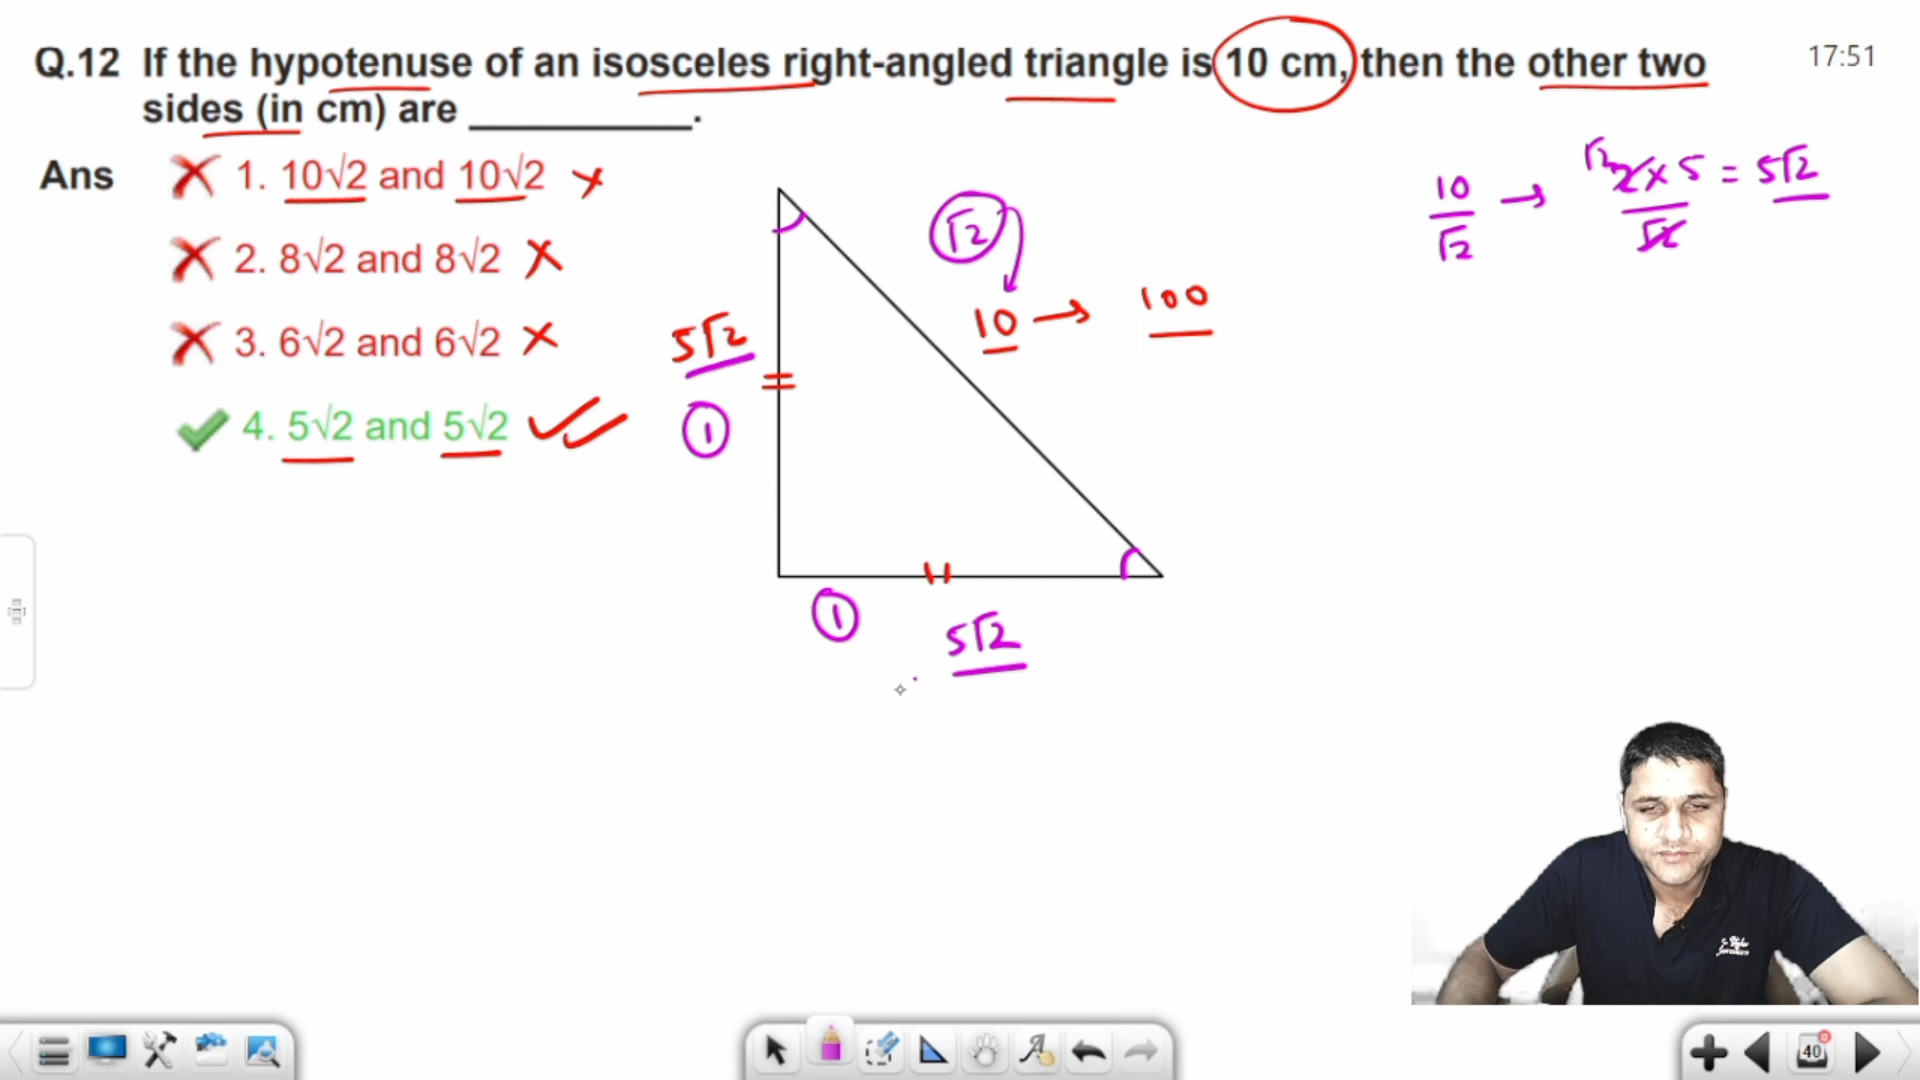 Q.12 If the hypotenuse of an isosceles right-angled triangle is 10 cm, then the other two
sides (in cm) are __________.
17:51
Ans
1. 10√2 and 10√2
2. 8√2 and 8√2
3. 6√2 and 6√2
4. 5√2 and 5√2
√2
10 → 100
5√2
1
1
5√2
10/√2 → √2 2 × 5/√2 = 5√2
40
0